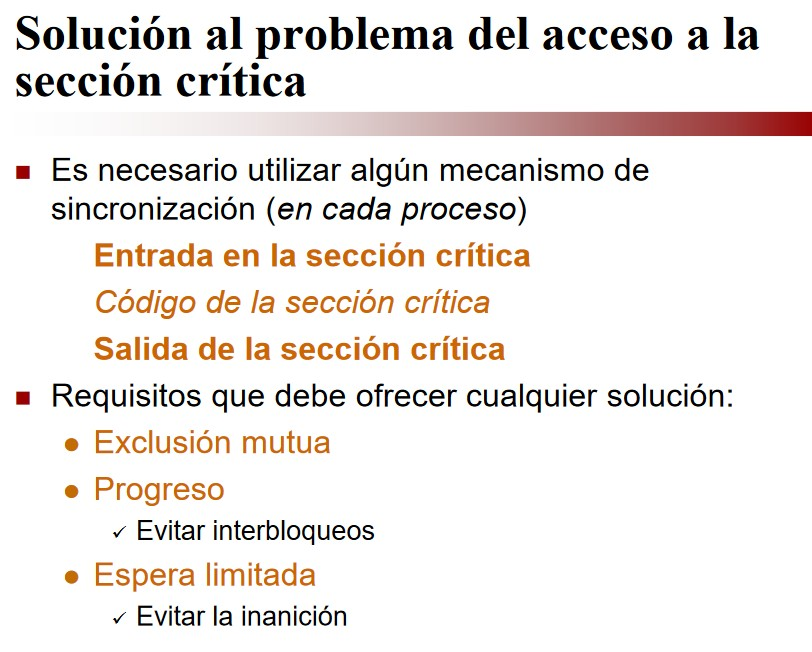 Solución al problema del acceso a la
sección crítica
Es necesario utilizar algún mecanismo de
sincronización (en cada proceso)
Entrada en la sección crítica
Código de la sección crítica
Salida de la sección crítica
Requisitos que debe ofrecer cualquier solución:
Exclusión mutua
Progreso
✓ Evitar interbloqueos
Espera limitada
✓ Evitar la inanición